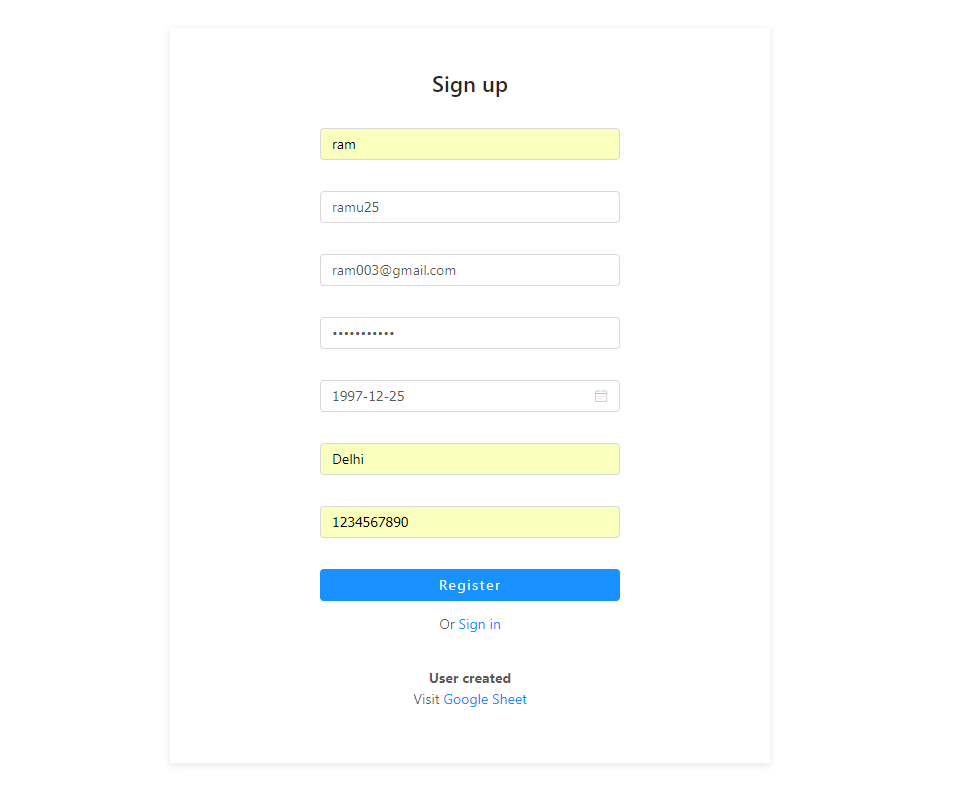 Sign up
ram
ramu25
ram003@gmail.com
•••••••••••
1997-12-25
Delhi
1234567890
Register
Or Sign in
User created
Visit Google Sheet